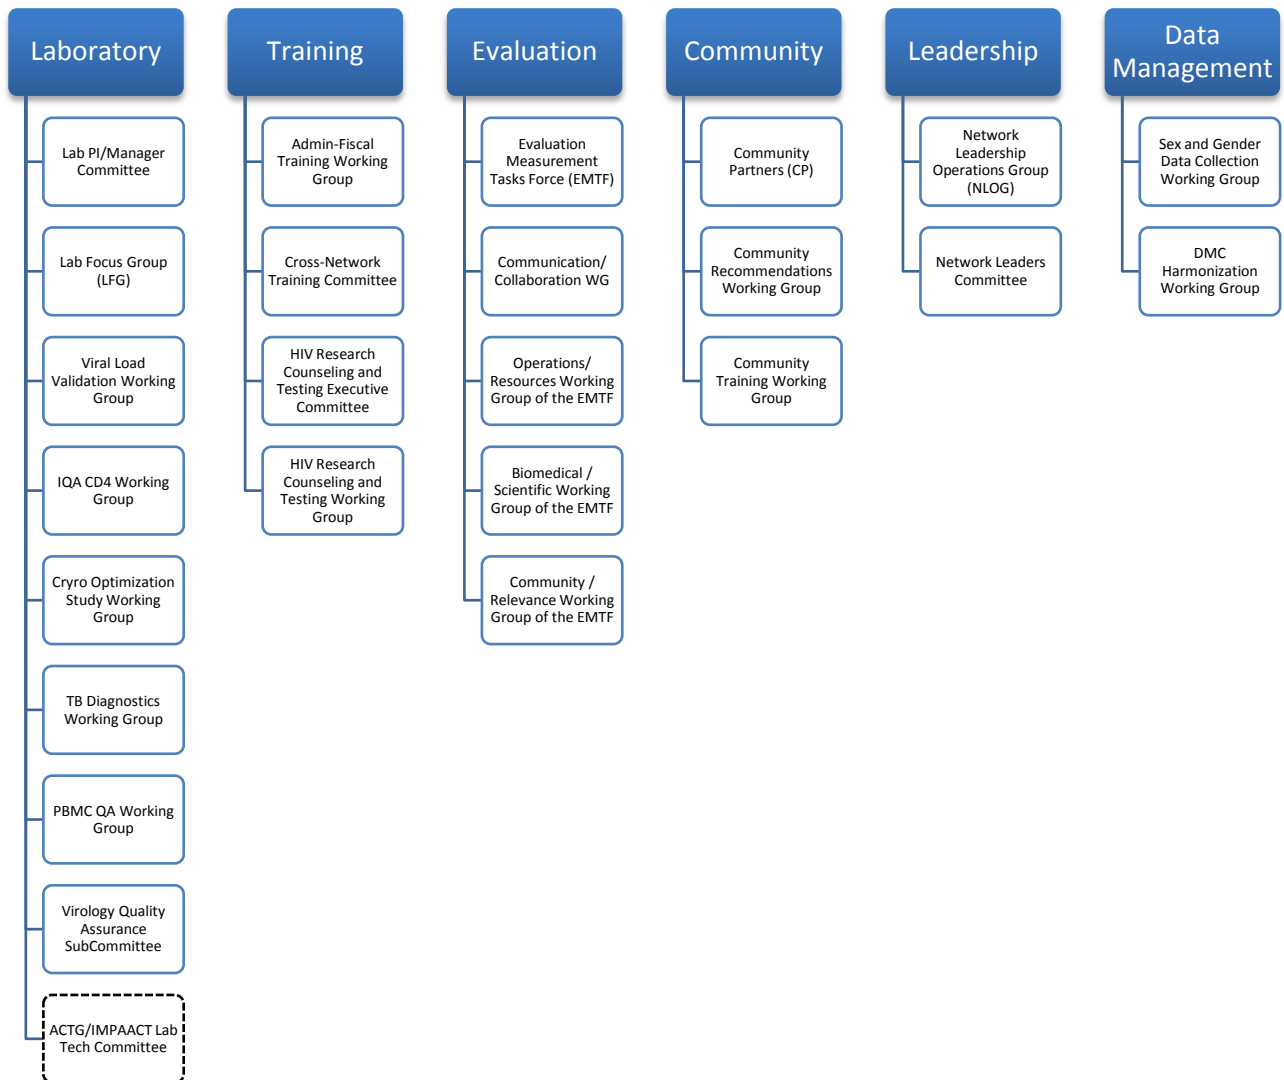 Laboratory
Lab PI/Manager
Committee
Lab Focus Group
(LFG)
Viral Load
Validation Working
Group
IQA CD4 Working
Group
Cryro Optimization
Study Working
Group
TB Diagnostics
Working Group
PBMC QA Working
Group
Virology Quality
Assurance
SubCommittee
ACTG/IMPAACT Lab
Tech Committee
Training
Admin-Fiscal
Training Working
Group
Cross-Network
Training Committee
HIV Research
Counseling and
Testing Executive
Committee
HIV Research
Counseling and
Testing Working
Group
Evaluation
Evaluation
Measurement
Tasks Force (EMTF)
Communication/
Collaboration WG
Operations/
Resources Working
Group of the EMTF
Biomedical /
Scientific Working
Group of the EMTF
Community /
Relevance Working
Group of the EMTF
Community
Community
Partners (CP)
Community
Recommendations
Working Group
Community
Training Working
Group
Leadership
Network
Leadership
Operations Group
(NLOG)
Network Leaders
Committee
Data
Management
Sex and Gender
Data Collection
Working Group
DMC
Harmonization
Working Group